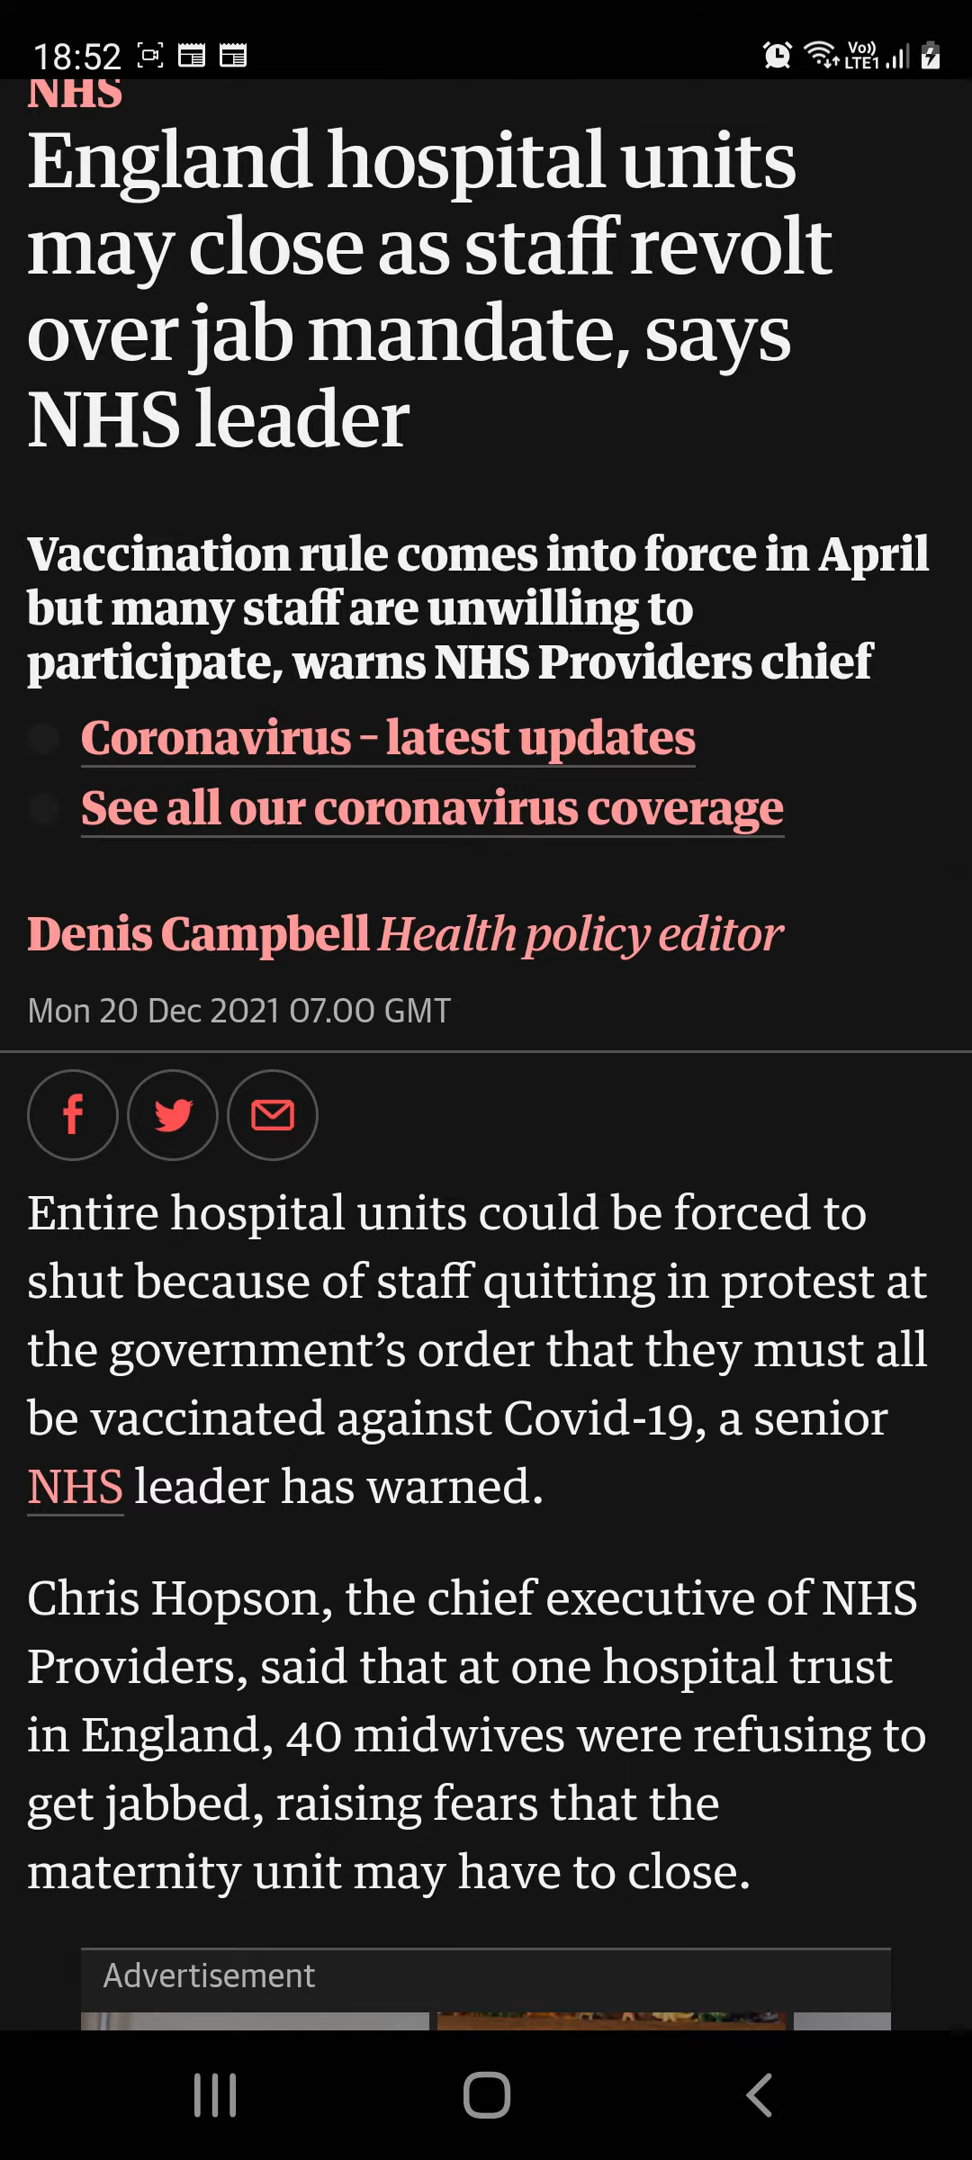 18:52
Vo))
LTE1
NHS
England hospital units
may close as staff revolt
over jab mandate, says
NHS leader
Vaccination rule comes into force in April
but many staff are unwilling to
participate, warns NHS Providers chief
Coronavirus – latest updates
See all our coronavirus coverage
Denis Campbell Health policy editor
Mon 20 Dec 2021 07.00 GMT
Entire hospital units could be forced to
shut because of staff quitting in protest at
the government’s order that they must all
be vaccinated against Covid-19, a senior
NHS leader has warned.
Chris Hopson, the chief executive of NHS
Providers, said that at one hospital trust
in England, 40 midwives were refusing to
get jabbed, raising fears that the
maternity unit may have to close.
Advertisement